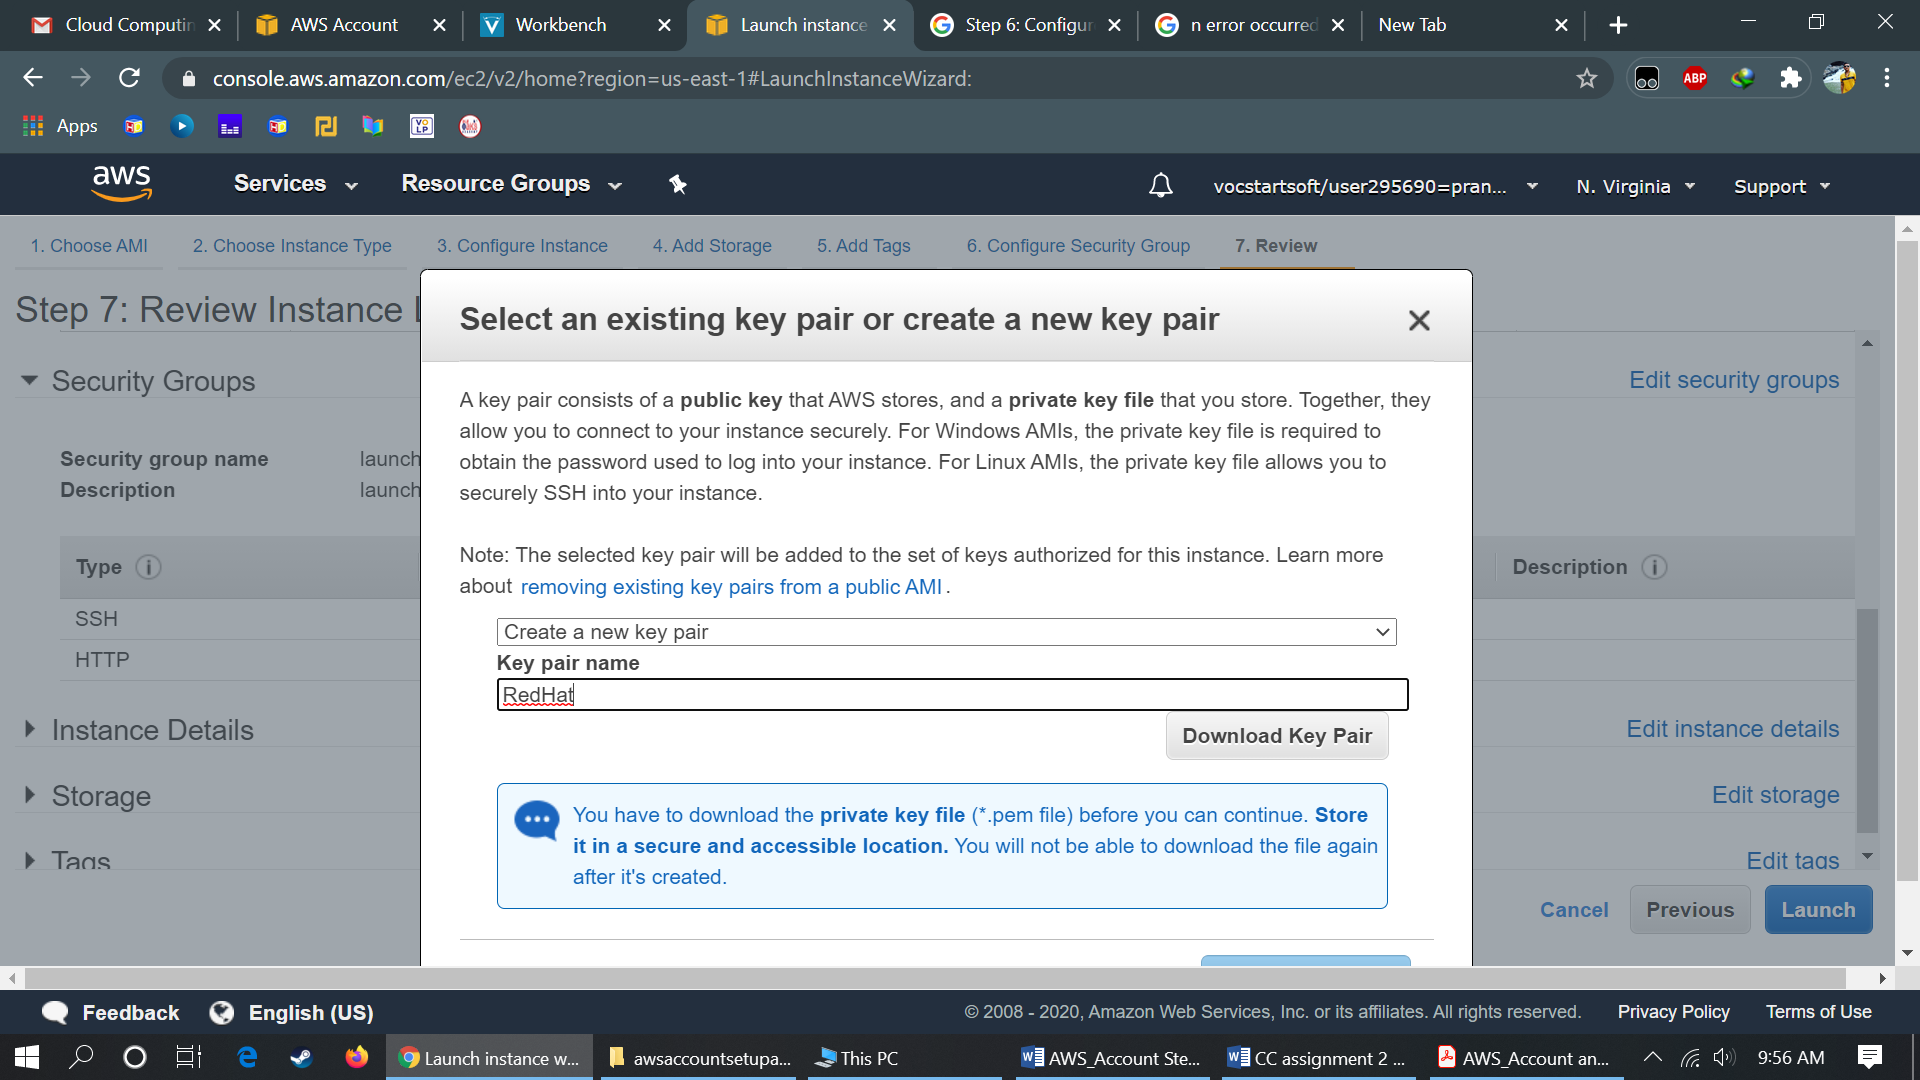 Cloud Computin
AWS Account
Workbench
Launch instance
Step 6: Configur
n error occurred
New Tab
console.aws.amazon.com/ec2/v2/home?region=us-east-1#LaunchInstanceWizard:
ABP
Apps
VOLP
aws
Services
Resource Groups
vocstartsoft/user295690=pran...
N. Virginia
Support
1. Choose AMI
2. Choose Instance Type
3. Configure Instance
4. Add Storage
5. Add Tags
6. Configure Security Group
7. Review
Step 7: Review Instance L
Select an existing key pair or create a new key pair
Security Groups
Edit security groups
A key pair consists of a public key that AWS stores, and a private key file that you store. Together, they
allow you to connect to your instance securely. For Windows AMIs, the private key file is required to
obtain the password used to log into your instance. For Linux AMIs, the private key file allows you to
securely SSH into your instance.
Security group name
launch
Description
launch
Note: The selected key pair will be added to the set of keys authorized for this instance. Learn more
about removing existing key pairs from a public AMI.
Type
Description
SSH
HTTP
Create a new key pair
Key pair name
RedHat
Download Key Pair
Instance Details
Edit instance details
Storage
Edit storage
Tags
Edit tags
You have to download the private key file (*.pem file) before you can continue. Store
it in a secure and accessible location. You will not be able to download the file again
after it's created.
Cancel
Previous
Launch
Feedback
English (US)
© 2008 - 2020, Amazon Web Services, Inc. or its affiliates. All rights reserved.
Privacy Policy
Terms of Use
Launch instance w...
awsaccountsetupa...
This PC
AWS_Account Ste...
CC assignment 2 ...
AWS_Account an...
9:56 AM